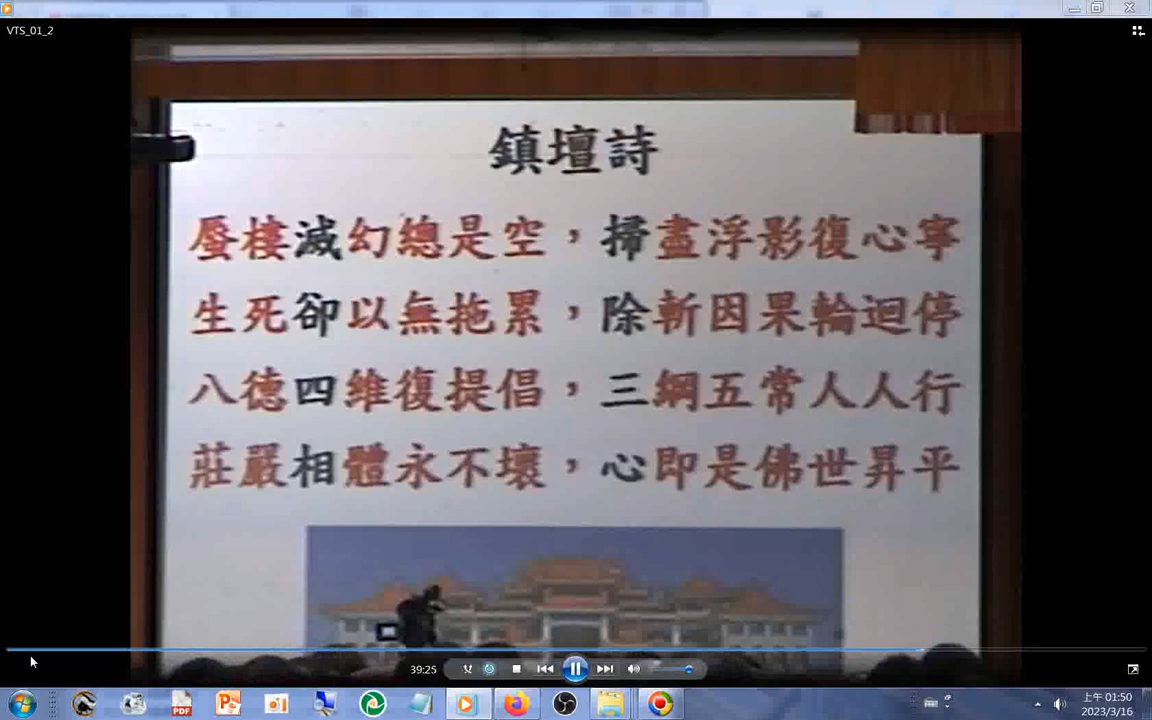 VTS_01_2
鎮壇詩
蜃樓滅幻總是空，掃盡浮影復心寧
生死卻以無拖累，除斬因果輪迴停
八德四維復提倡，三綱五常人人行
莊嚴相體永不壞，心即是佛世昇平
39:25
PDF
上午 01:50
2023/3/16